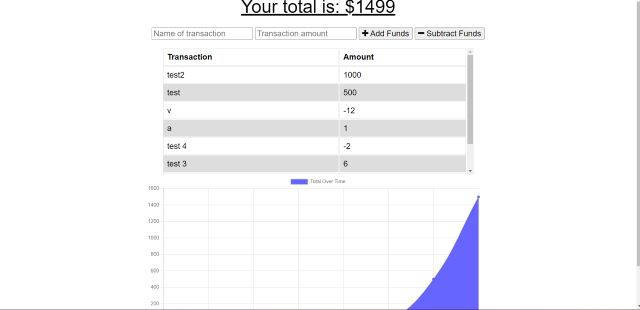 Your total is: $1499
Name of transaction Transaction amount Add Funds Subtract Funds
Transaction Amount
test2 1000
test 500
v -12
a 1
test 4 -2
test 3 6
Total Over Time
1600
1400
1200
1000
800
600
400
200